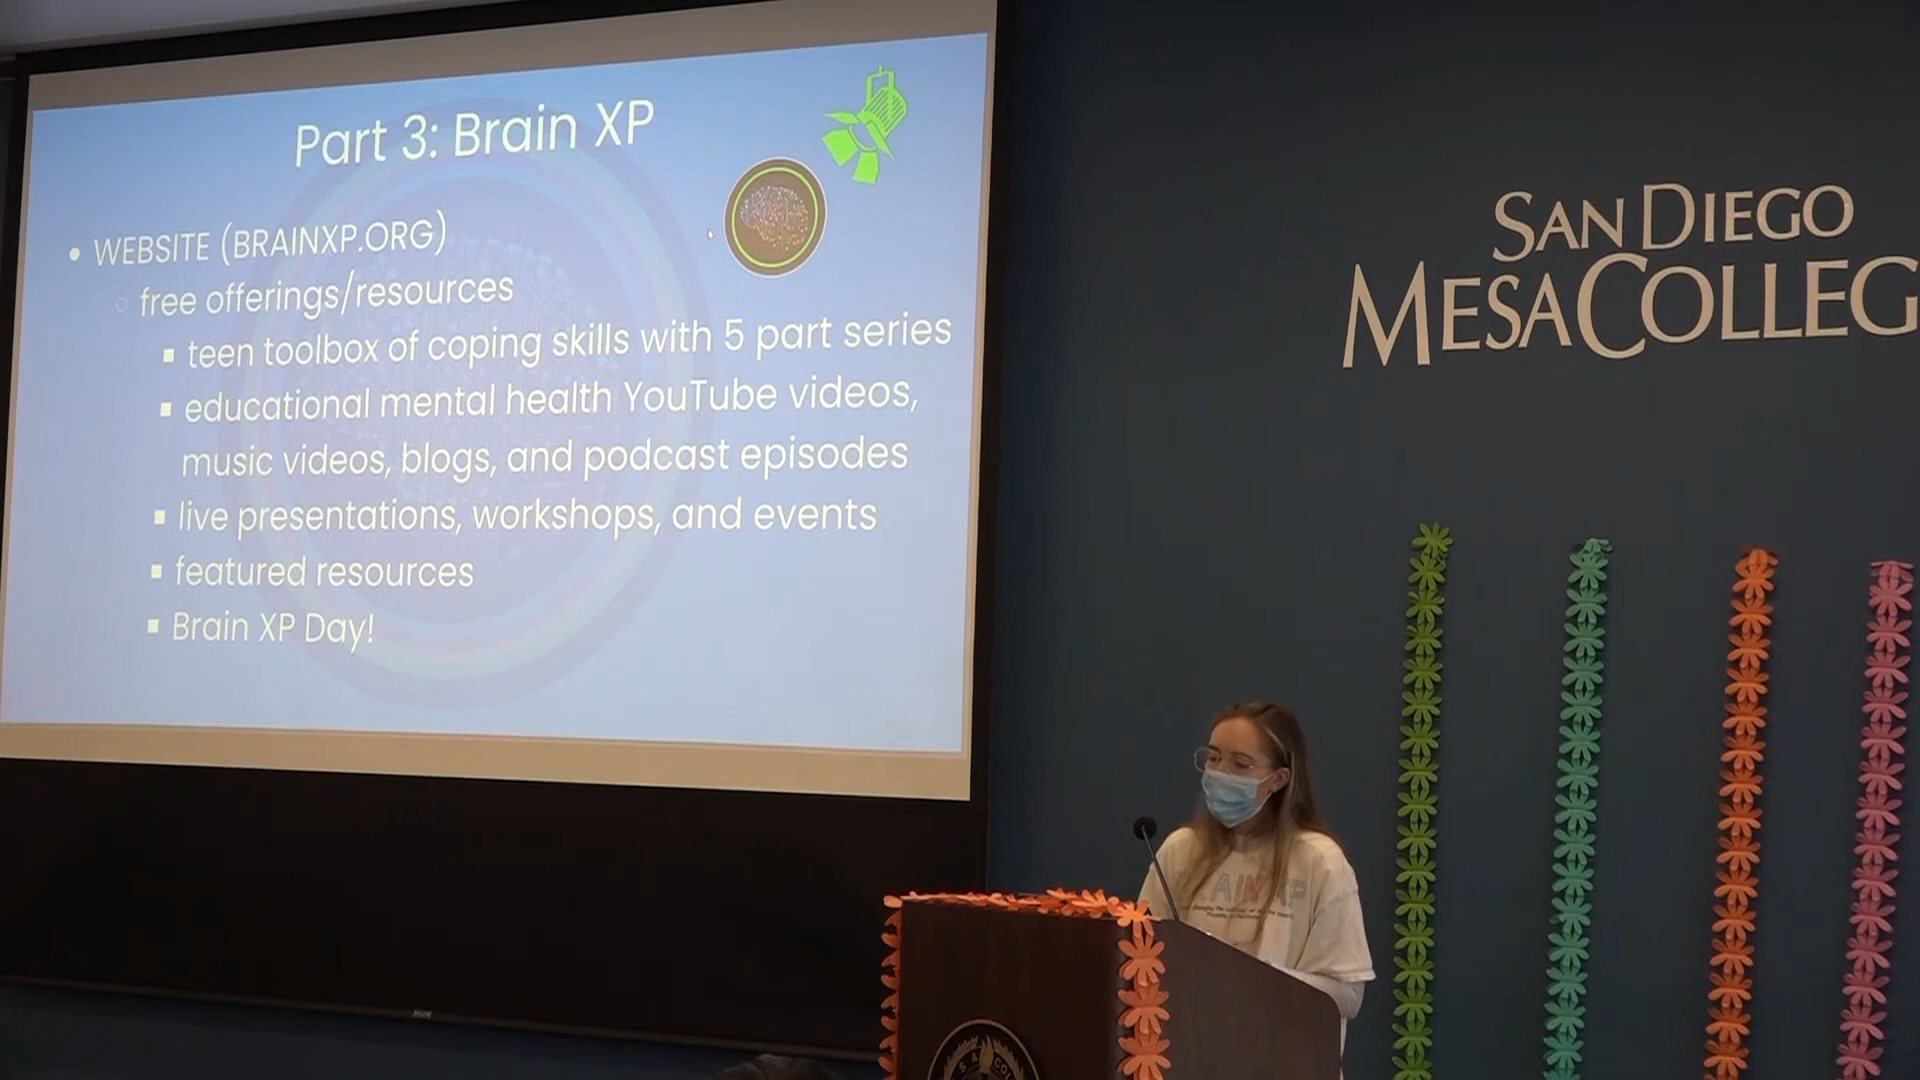 Part 3: Brain XP
• WEBSITE (BRAINXP.ORG)
○ free offerings/resources
▪ teen toolbox of coping skills with 5 part series
▪ educational mental health YouTube videos,
music videos, blogs, and podcast episodes
▪ live presentations, workshops, and events
▪ featured resources
▪ Brain XP Day!
SAN DIEGO
MESA COLLEG